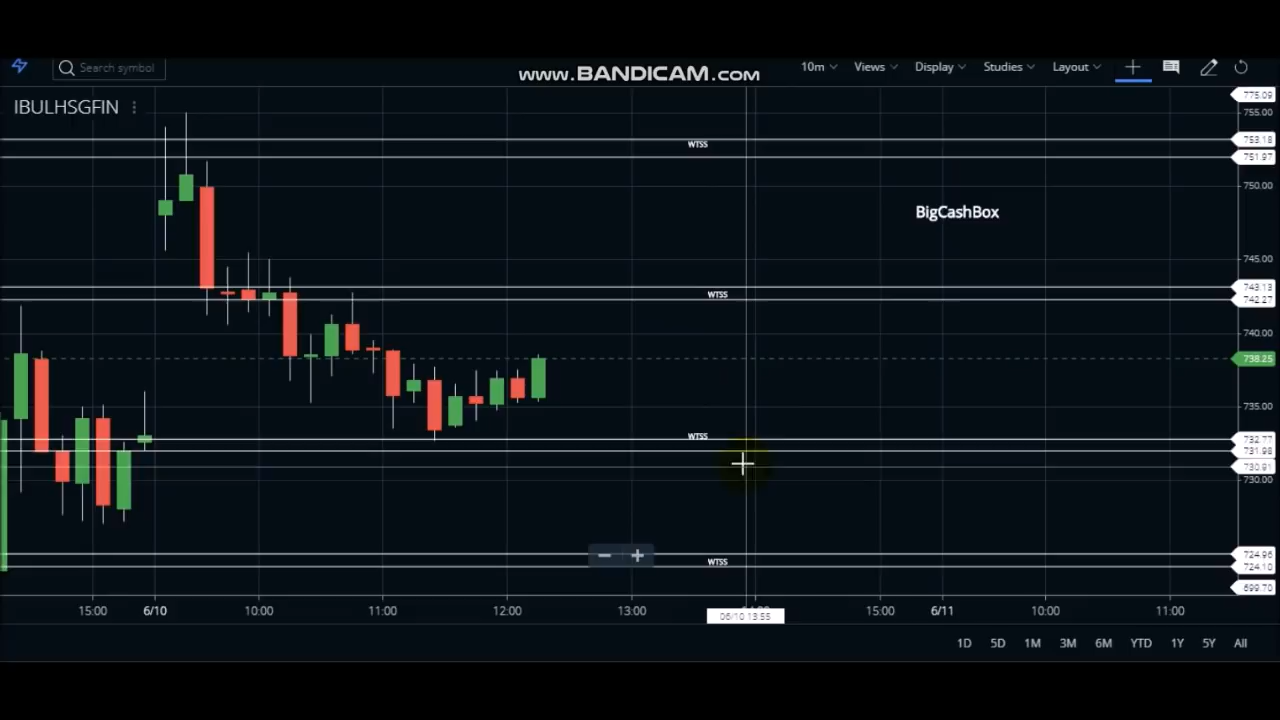 www.BANDICAM.com
Search symbol
10m Views Display Studies Layout
IBULHSGFIN
775.09
755.00
WTSS
753.18
751.97
750.00
BigCashBox
745.00
743.13
WTSS
742.27
740.00
738.25
735.00
WTSS
732.77
731.98
730.91
730.00
724.96
WTSS
724.10
699.70
15:00 6/10 10:00 11:00 12:00 13:00 15:00 6/11 10:00 11:00
06/10 13:55
1D 5D 1M 3M 6M YTD 1Y 5Y All